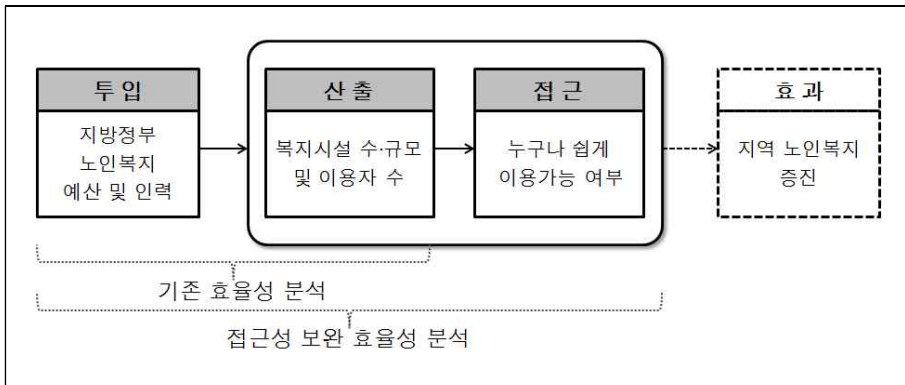 투 입
지방정부
노인복지
예산 및 인력
산 출
복지시설 수·규모
및 이용자 수
접 근
누구나 쉽게
이용가능 여부
효 과
지역 노인복지
증진
기존 효율성 분석
접근성 보완 효율성 분석